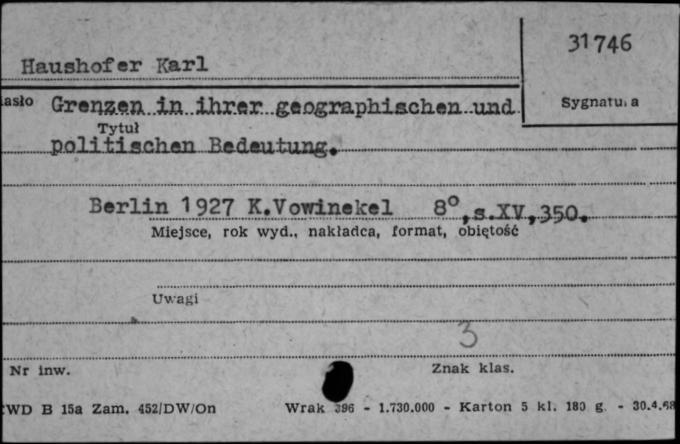 31746
Haushofer Karl
asło Grenzen in ihrer geographischen und
Sygnatura
Tytuł
politischen Bedeutung.
Berlin 1927 K.Vowinekel 8°,s.XV,350.
Miejsce, rok wyd., nakładca, format, obiętość
Uwagi
3
Nr inw.
Znak klas.
WD B 15a Zam. 452/DW/On Wrak 396 - 1.730.000 - Karton 5 kl. 180 g. - 30.4.68